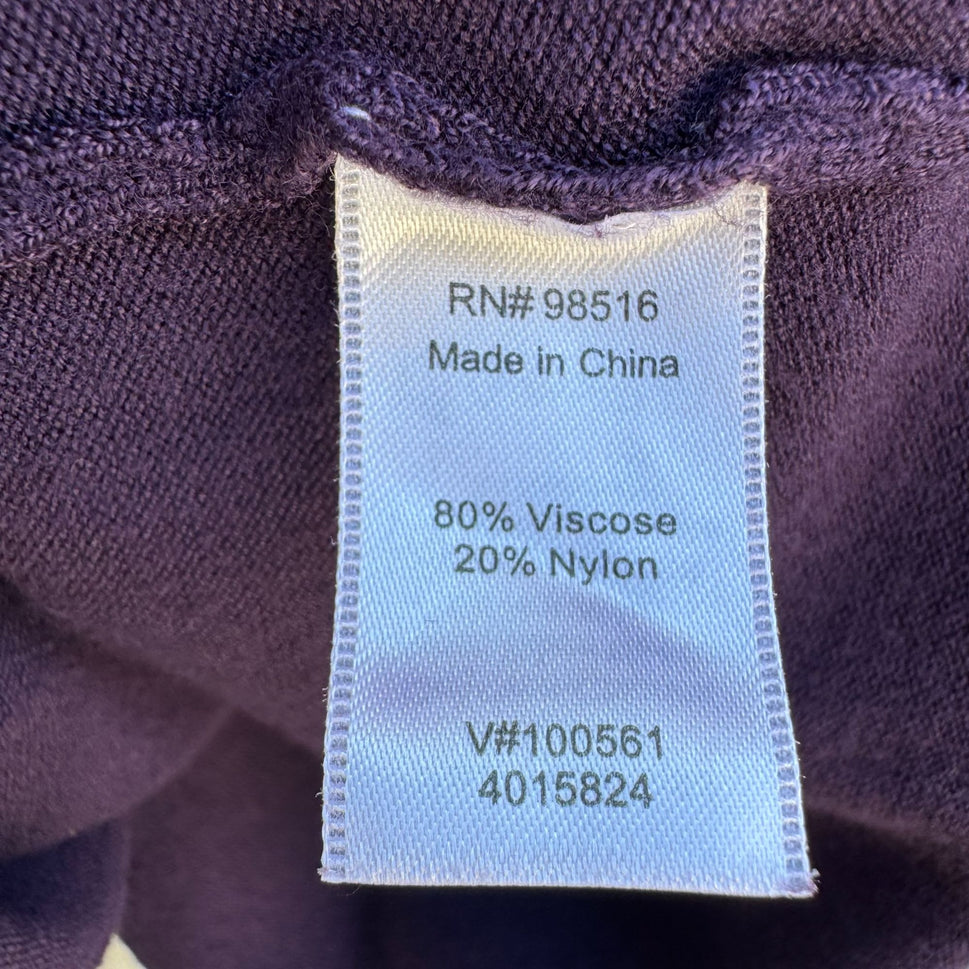 RN# 98516
Made in China
80% Viscose
20% Nylon
V#100561
4015824